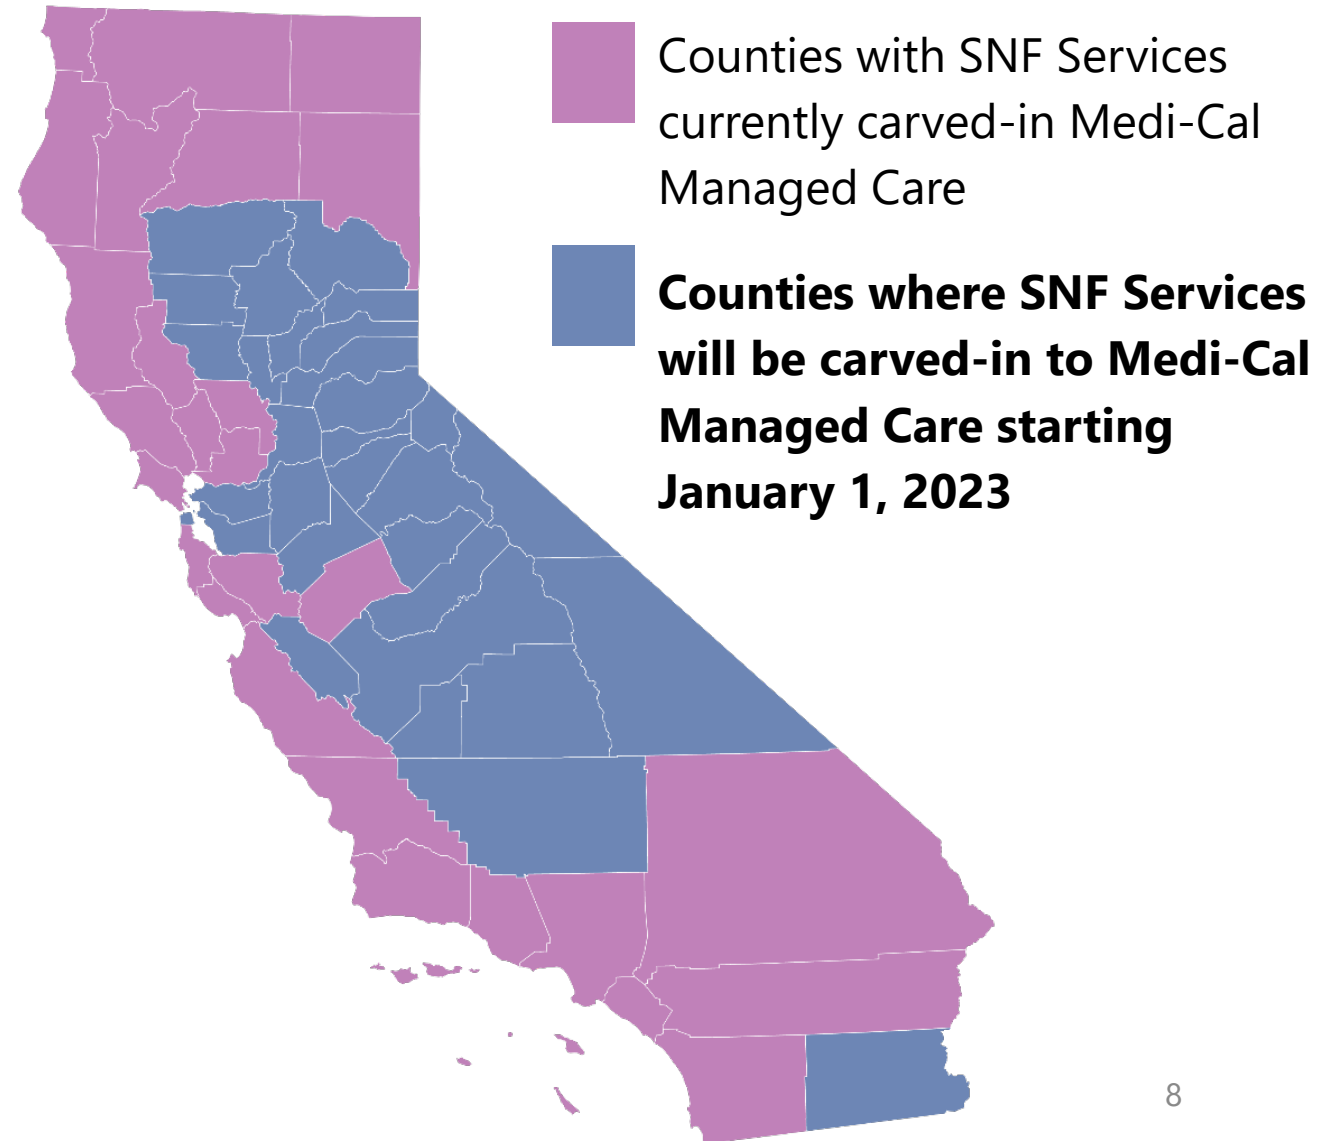 Counties with SNF Services
currently carved-in Medi-Cal
Managed Care
Counties where SNF Services
will be carved-in to Medi-Cal
Managed Care starting
January 1, 2023
8